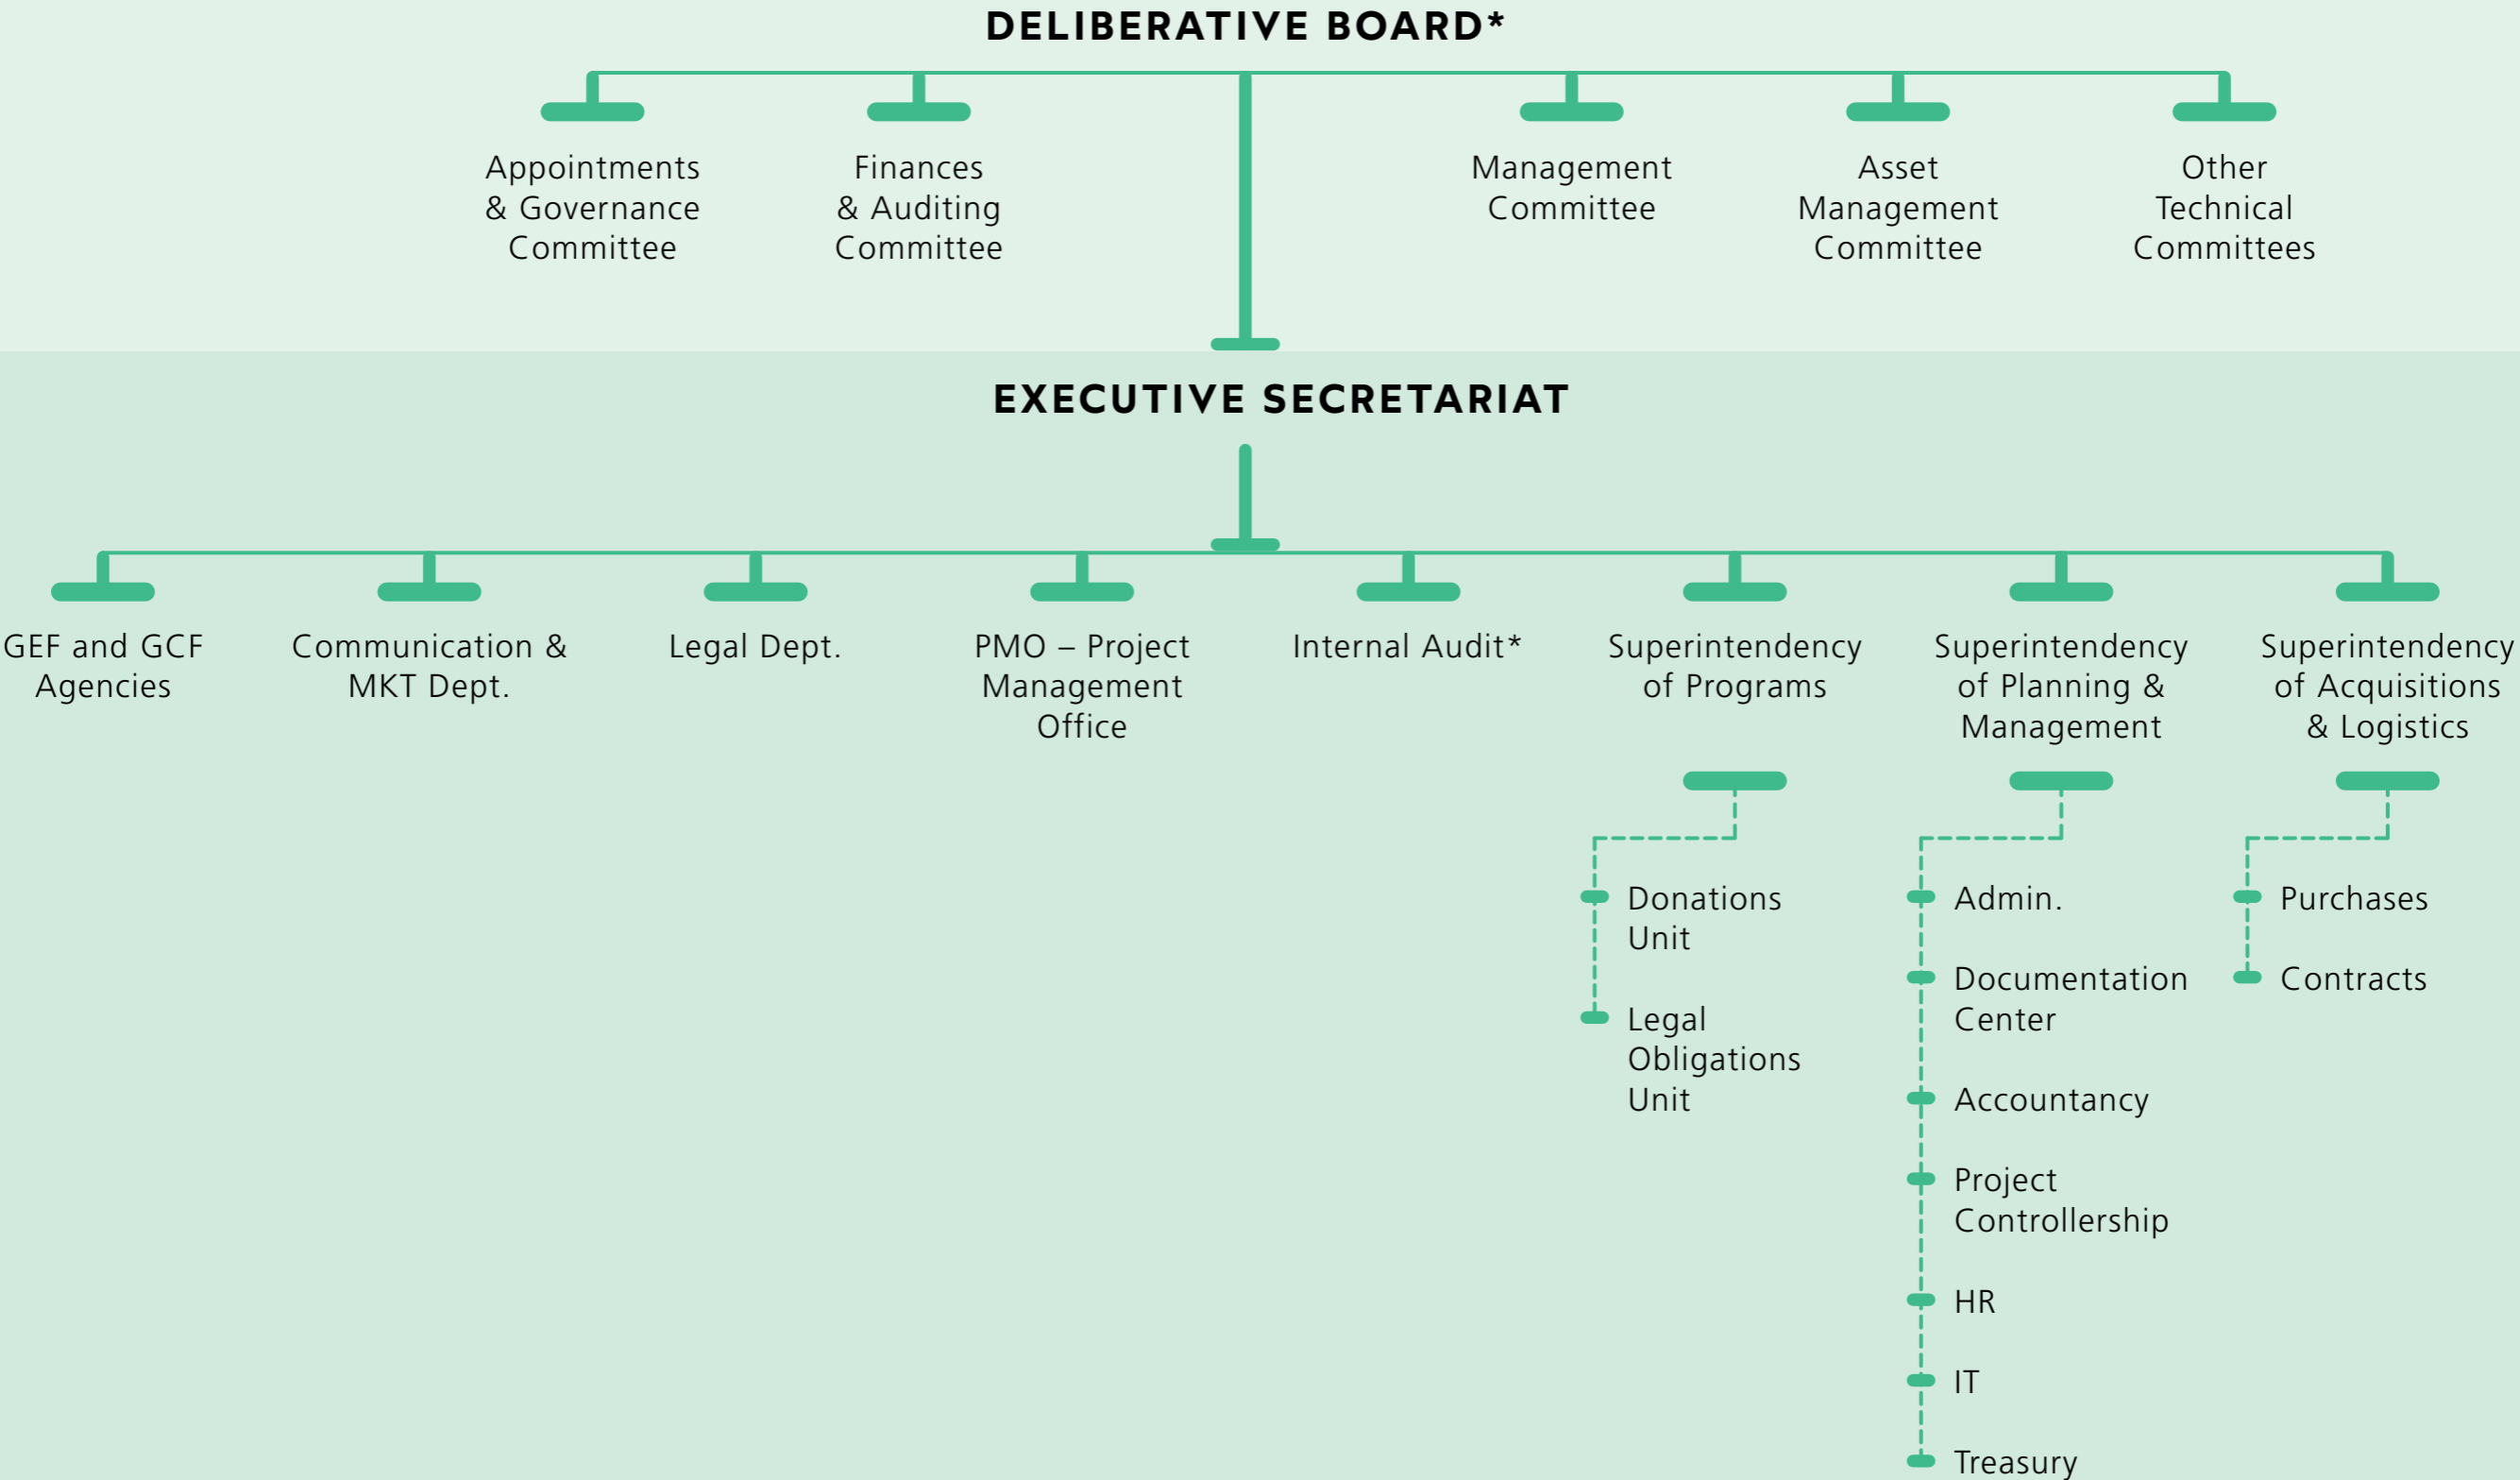 DELIBERATIVE BOARD*
Appointments
& Governance
Committee
Finances
& Auditing
Committee
Management
Committee
Asset
Management
Committee
Other
Technical
Committees
EXECUTIVE SECRETARIAT
GEF and GCF
Agencies
Communication &
MKT Dept.
Legal Dept.
PMO – Project
Management
Office
Internal Audit*
Superintendency
of Programs
Superintendency
of Planning &
Management
Superintendency
of Acquisitions
& Logistics
Donations
Unit
Legal
Obligations
Unit
Admin.
Documentation
Center
Accountancy
Project
Controllership
HR
IT
Treasury
Purchases
Contracts